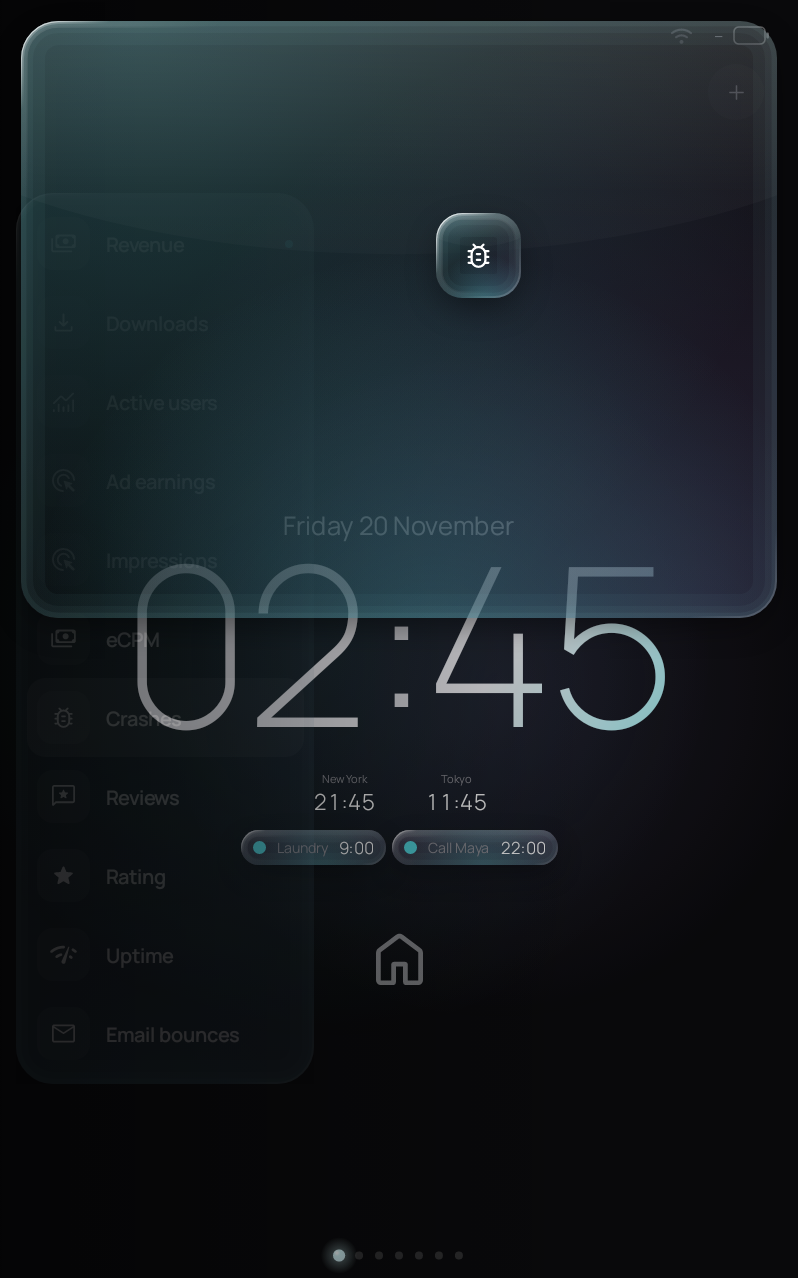 Revenue
Downloads
Active users
Ad earnings
Friday 20 November
Impressions
02:45
eCPM
Crashes
New York
Tokyo
21:45
11:45
Reviews
Laundry 9:00
Call Maya 22:00
Rating
Uptime
Email bounces